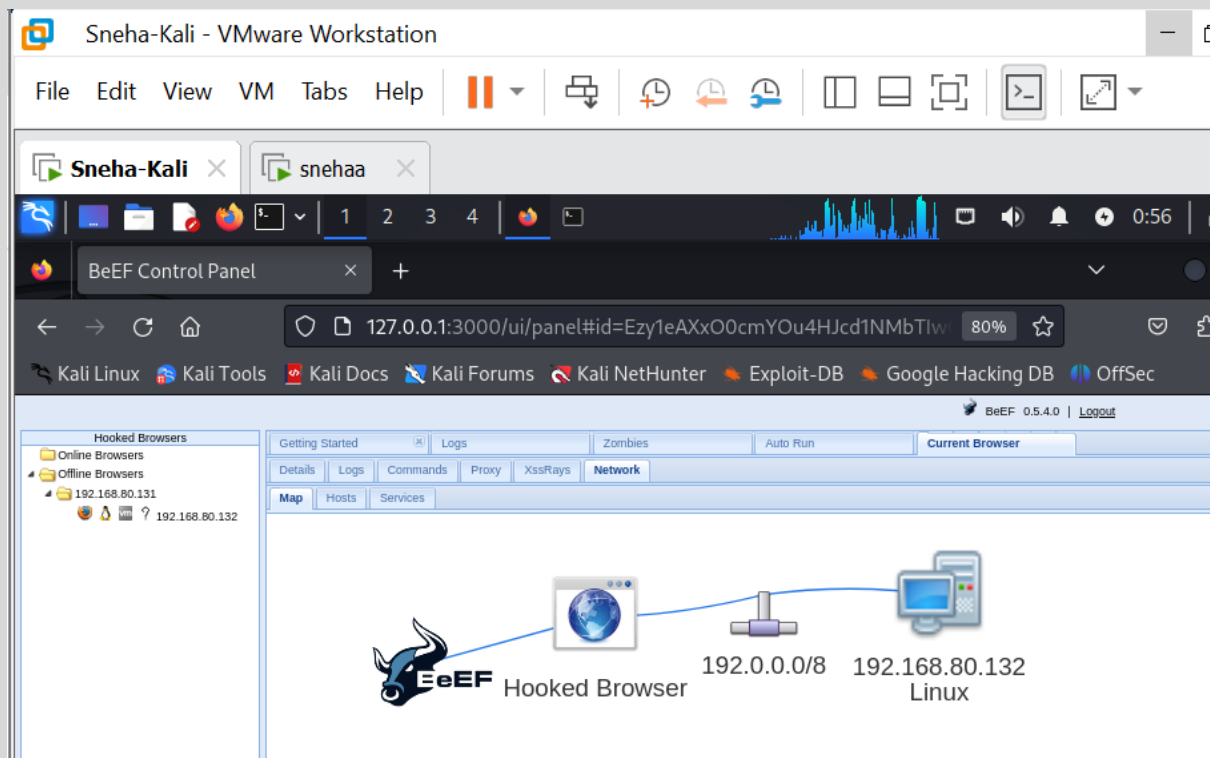 Sneha-Kali - VMware Workstation
File Edit View VM Tabs Help
Sneha-Kali snehaa
1 2 3 4 0:56
BeEF Control Panel
127.0.0.1:3000/ui/panel#id=Ezy1eAXxO0cmYOu4HJcd1NMbTIw 80%
Kali Linux Kali Tools Kali Docs Kali Forums Kali NetHunter Exploit-DB Google Hacking DB OffSec
BeEF 0.5.4.0 | Logout
Hooked Browsers
Online Browsers
Offline Browsers
192.168.80.131
192.168.80.132
Getting Started Logs Zombies Auto Run Current Browser
Details Logs Commands Proxy XssRays Network
Map Hosts Services
BeEF
Hooked Browser
192.0.0.0/8
192.168.80.132
Linux